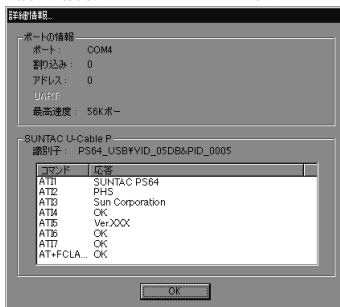 詳細情報...
ポートの情報
ポート: COM4
割り込み: 0
アドレス: 0
UART:
最高速度: 56Kボー
SUNTAC U-Cable P
識別子: PS64_USB¥VID_05DB&PID_0005
コマンド 応答
ATI1 SUNTAC PS64
ATI2 PHS
ATI3 Sun Corporation
ATI4 OK
ATI5 Ver.XXX
ATI6 OK
ATI7 OK
AT+FCLA... OK
OK